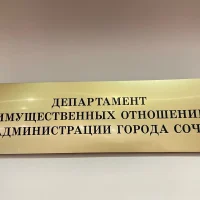 ДЕПАРТАМЕНТ
ИМУЩЕСТВЕННЫХ ОТНОШЕНИ
АДМИНИСТРАЦИИ ГОРОДА СОЧ